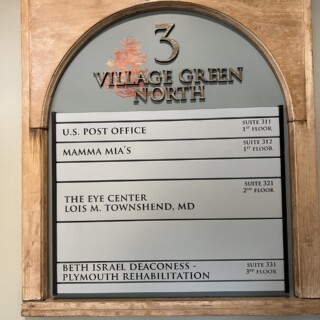 3
VILLAGE GREEN
NORTH
U.S. POST OFFICE SUITE 311
1ST FLOOR
MAMMA MIA'S SUITE 312
1ST FLOOR
THE EYE CENTER SUITE 321
LOIS M. TOWNSHEND, MD 2ND FLOOR
BETH ISRAEL DEACONESS - SUITE 331
PLYMOUTH REHABILITATION 3RD FLOOR